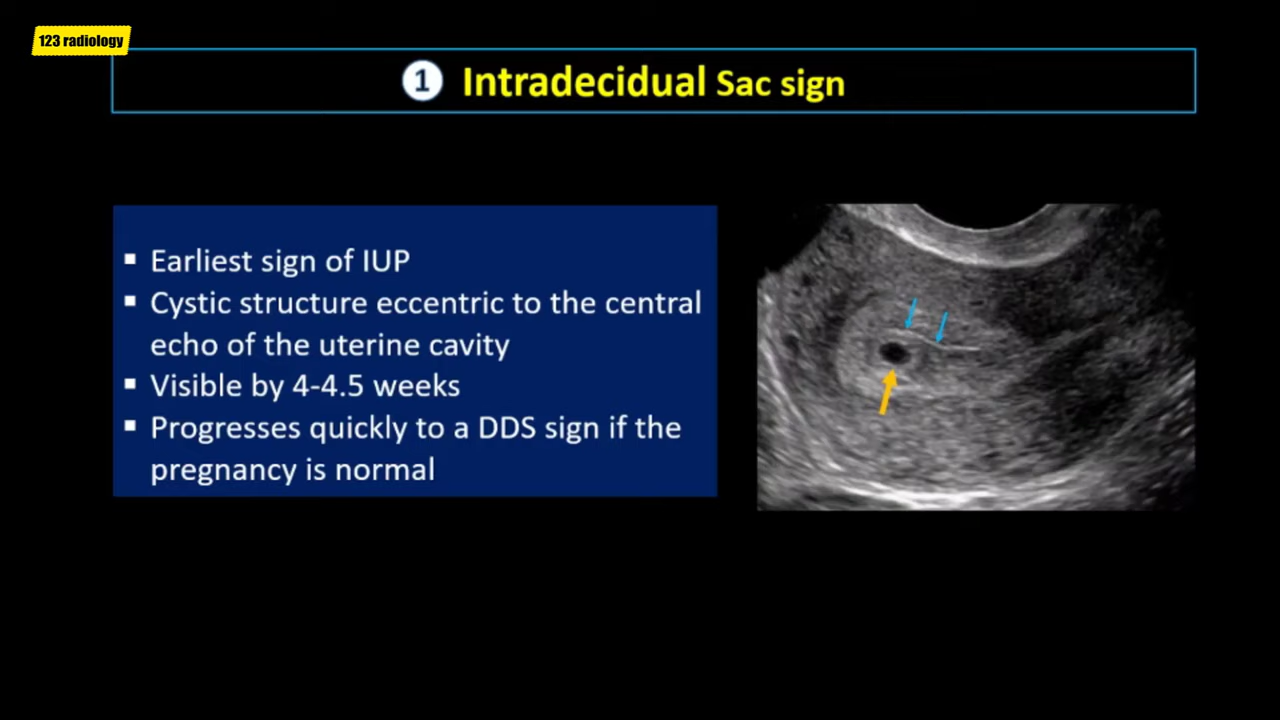 123 radiology
1 Intradecidual Sac sign
▪ Earliest sign of IUP
▪ Cystic structure eccentric to the central
echo of the uterine cavity
▪ Visible by 4-4.5 weeks
▪ Progresses quickly to a DDS sign if the
pregnancy is normal